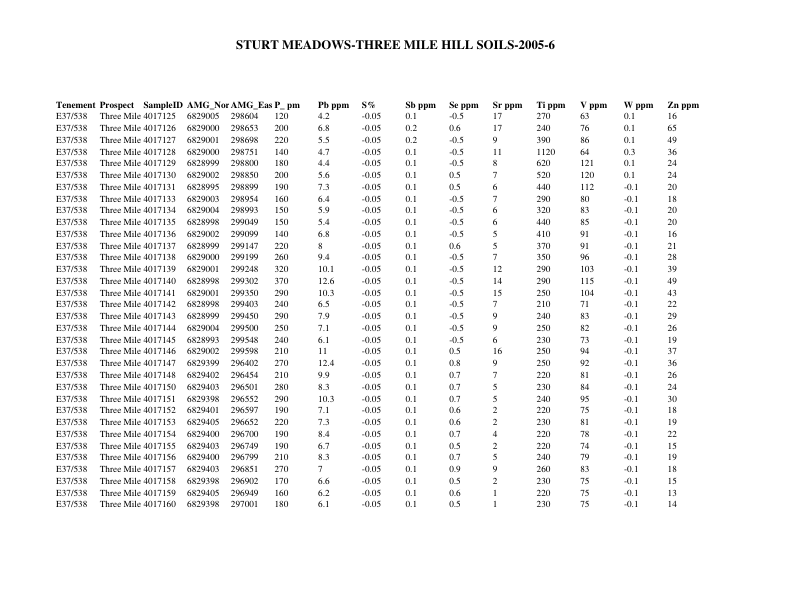 STURT MEADOWS-THREE MILE HILL SOILS-2005-6
Tenement Prospect SampleID AMG_Nor AMG_Eas P_ pm Pb ppm S% Sb ppm Se ppm Sr ppm Ti ppm V ppm W ppm Zn ppm
E37/538 Three Mile 4017125 6829005 298604 120 4.2 -0.05 0.1 -0.5 17 270 63 0.1 16
E37/538 Three Mile 4017126 6829000 298653 200 6.8 -0.05 0.2 0.6 17 240 76 0.1 65
E37/538 Three Mile 4017127 6829001 298698 220 5.5 -0.05 0.2 -0.5 9 390 86 0.1 49
E37/538 Three Mile 4017128 6829000 298751 140 4.7 -0.05 0.1 -0.5 11 1120 64 0.3 36
E37/538 Three Mile 4017129 6828999 298800 180 4.4 -0.05 0.1 -0.5 8 620 121 0.1 24
E37/538 Three Mile 4017130 6829002 298850 200 5.6 -0.05 0.1 0.5 7 520 120 0.1 24
E37/538 Three Mile 4017131 6828995 298899 190 7.3 -0.05 0.1 0.5 6 440 112 -0.1 20
E37/538 Three Mile 4017133 6829003 298954 160 6.4 -0.05 0.1 -0.5 7 290 80 -0.1 18
E37/538 Three Mile 4017134 6829004 298993 150 5.9 -0.05 0.1 -0.5 6 320 83 -0.1 20
E37/538 Three Mile 4017135 6828998 299049 150 5.4 -0.05 0.1 -0.5 6 440 85 -0.1 20
E37/538 Three Mile 4017136 6829002 299099 140 6.8 -0.05 0.1 -0.5 5 410 91 -0.1 16
E37/538 Three Mile 4017137 6828999 299147 220 8 -0.05 0.1 0.6 5 370 91 -0.1 21
E37/538 Three Mile 4017138 6829000 299199 260 9.4 -0.05 0.1 -0.5 7 350 96 -0.1 28
E37/538 Three Mile 4017139 6829001 299248 320 10.1 -0.05 0.1 -0.5 12 290 103 -0.1 39
E37/538 Three Mile 4017140 6828998 299302 370 12.6 -0.05 0.1 -0.5 14 290 115 -0.1 49
E37/538 Three Mile 4017141 6829001 299350 290 10.3 -0.05 0.1 -0.5 15 250 104 -0.1 43
E37/538 Three Mile 4017142 6828998 299403 240 6.5 -0.05 0.1 -0.5 7 210 71 -0.1 22
E37/538 Three Mile 4017143 6828999 299450 290 7.9 -0.05 0.1 -0.5 9 240 83 -0.1 29
E37/538 Three Mile 4017144 6829004 299500 250 7.1 -0.05 0.1 -0.5 9 250 82 -0.1 26
E37/538 Three Mile 4017145 6828993 299548 240 6.1 -0.05 0.1 -0.5 6 230 73 -0.1 19
E37/538 Three Mile 4017146 6829002 299598 210 11 -0.05 0.1 0.5 16 250 94 -0.1 37
E37/538 Three Mile 4017147 6829399 296402 270 12.4 -0.05 0.1 0.8 9 250 92 -0.1 36
E37/538 Three Mile 4017148 6829402 296454 210 9.9 -0.05 0.1 0.7 7 220 81 -0.1 26
E37/538 Three Mile 4017150 6829403 296501 280 8.3 -0.05 0.1 0.7 5 230 84 -0.1 24
E37/538 Three Mile 4017151 6829398 296552 290 10.3 -0.05 0.1 0.7 5 240 95 -0.1 30
E37/538 Three Mile 4017152 6829401 296597 190 7.1 -0.05 0.1 0.6 2 220 75 -0.1 18
E37/538 Three Mile 4017153 6829405 296652 220 7.3 -0.05 0.1 0.6 2 230 81 -0.1 19
E37/538 Three Mile 4017154 6829400 296700 190 8.4 -0.05 0.1 0.7 4 220 78 -0.1 22
E37/538 Three Mile 4017155 6829403 296749 190 6.7 -0.05 0.1 0.5 2 220 74 -0.1 15
E37/538 Three Mile 4017156 6829400 296799 210 8.3 -0.05 0.1 0.7 5 240 79 -0.1 19
E37/538 Three Mile 4017157 6829403 296851 270 7 -0.05 0.1 0.9 9 260 83 -0.1 18
E37/538 Three Mile 4017158 6829398 296902 170 6.6 -0.05 0.1 0.5 2 230 75 -0.1 15
E37/538 Three Mile 4017159 6829405 296949 160 6.2 -0.05 0.1 0.6 1 220 75 -0.1 13
E37/538 Three Mile 4017160 6829398 297001 180 6.1 -0.05 0.1 0.5 1 230 75 -0.1 14